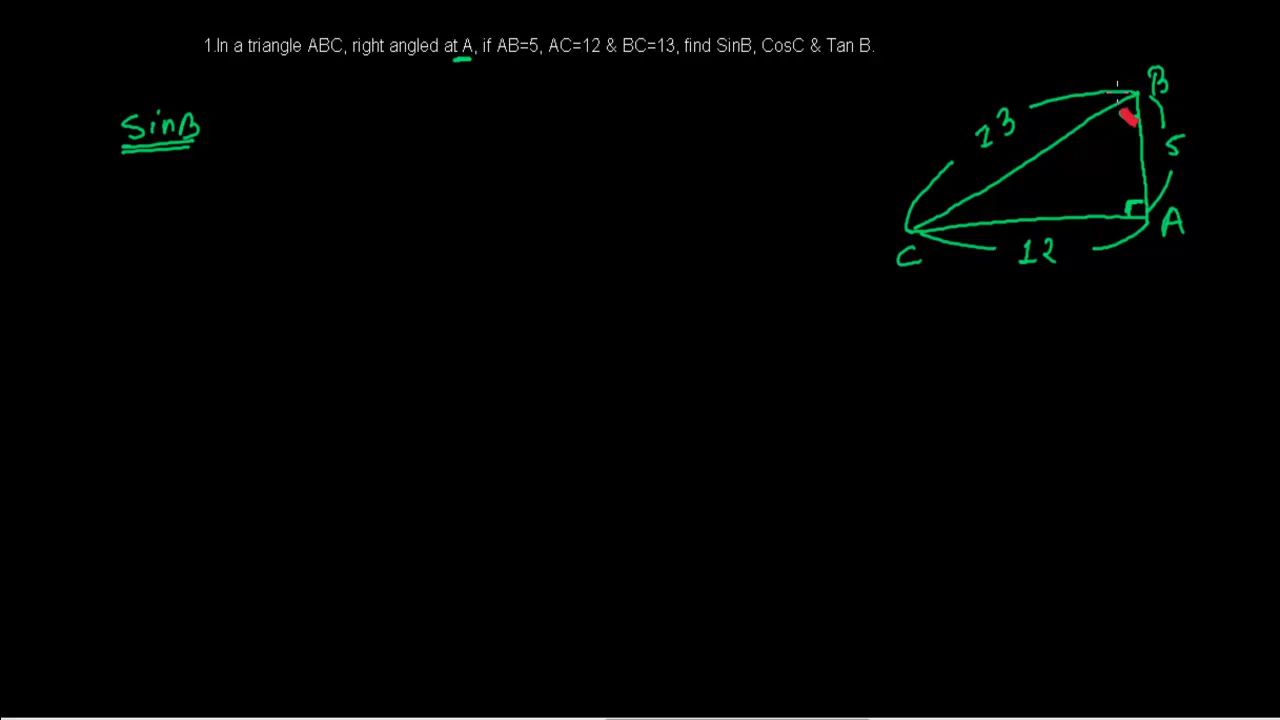 1.In a triangle ABC, right angled at A, if AB=5, AC=12 & BC=13, find SinB, CosC & Tan B.
SinB
B
13
5
A
12
C